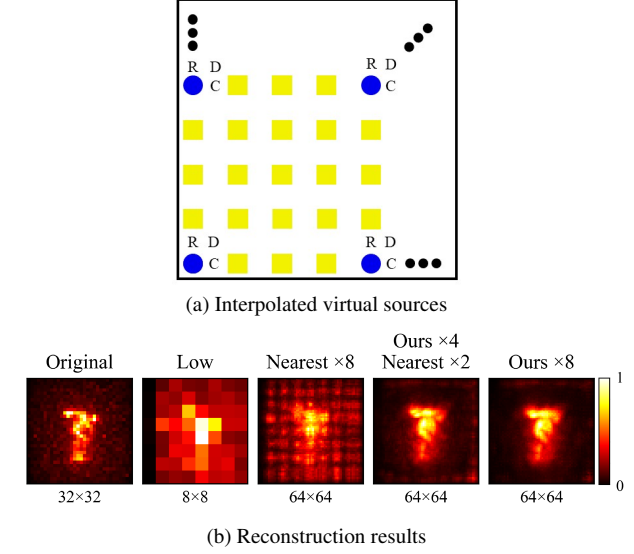 R D
C
R D
C
R D
C
R D
C
(a) Interpolated virtual sources
Original
Low
Nearest ×8
Ours ×4
Nearest ×2
Ours ×8
1
0
32×32
8×8
64×64
64×64
64×64
(b) Reconstruction results